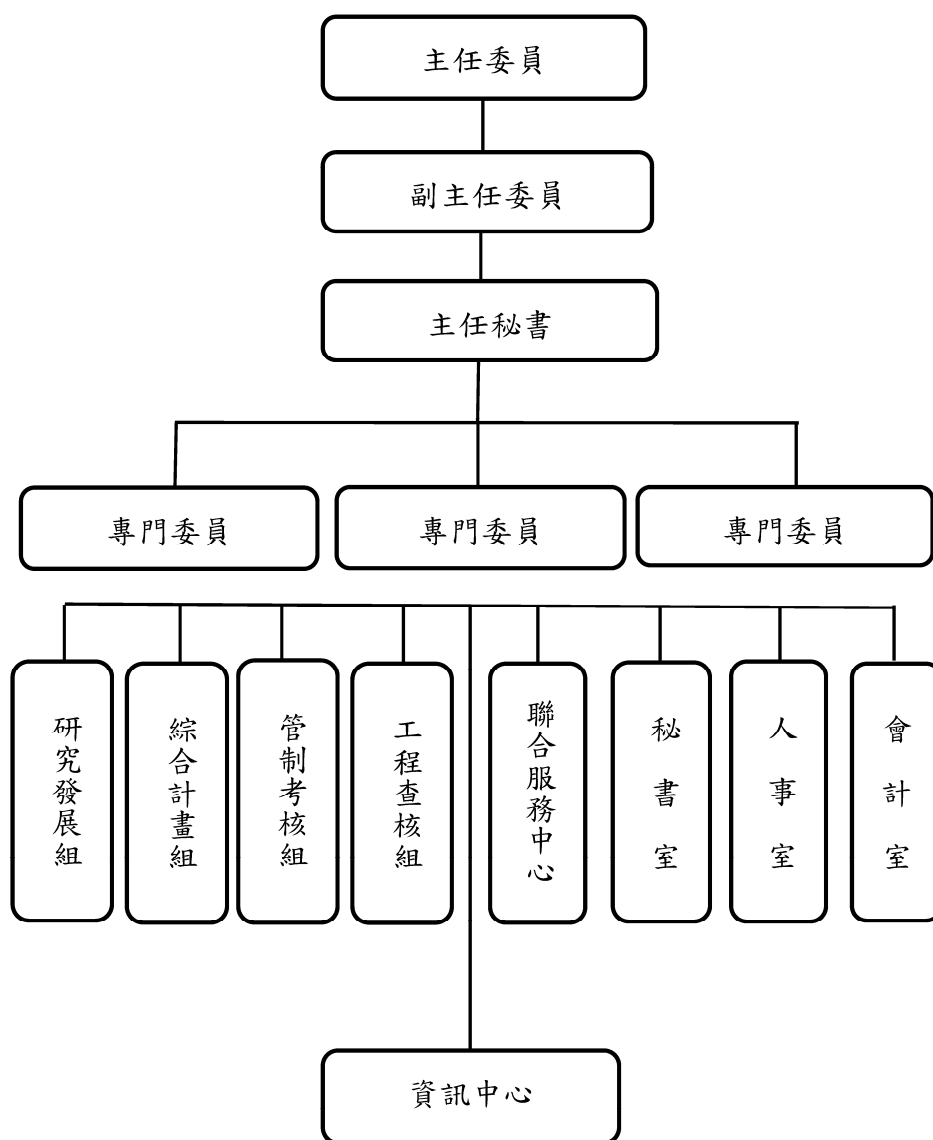 主任委員
副主任委員
主任秘書
專門委員
專門委員
專門委員
研究發展組
綜合計畫組
管制考核組
工程查核組
聯合服務中心
秘書室
人事室
會計室
資訊中心